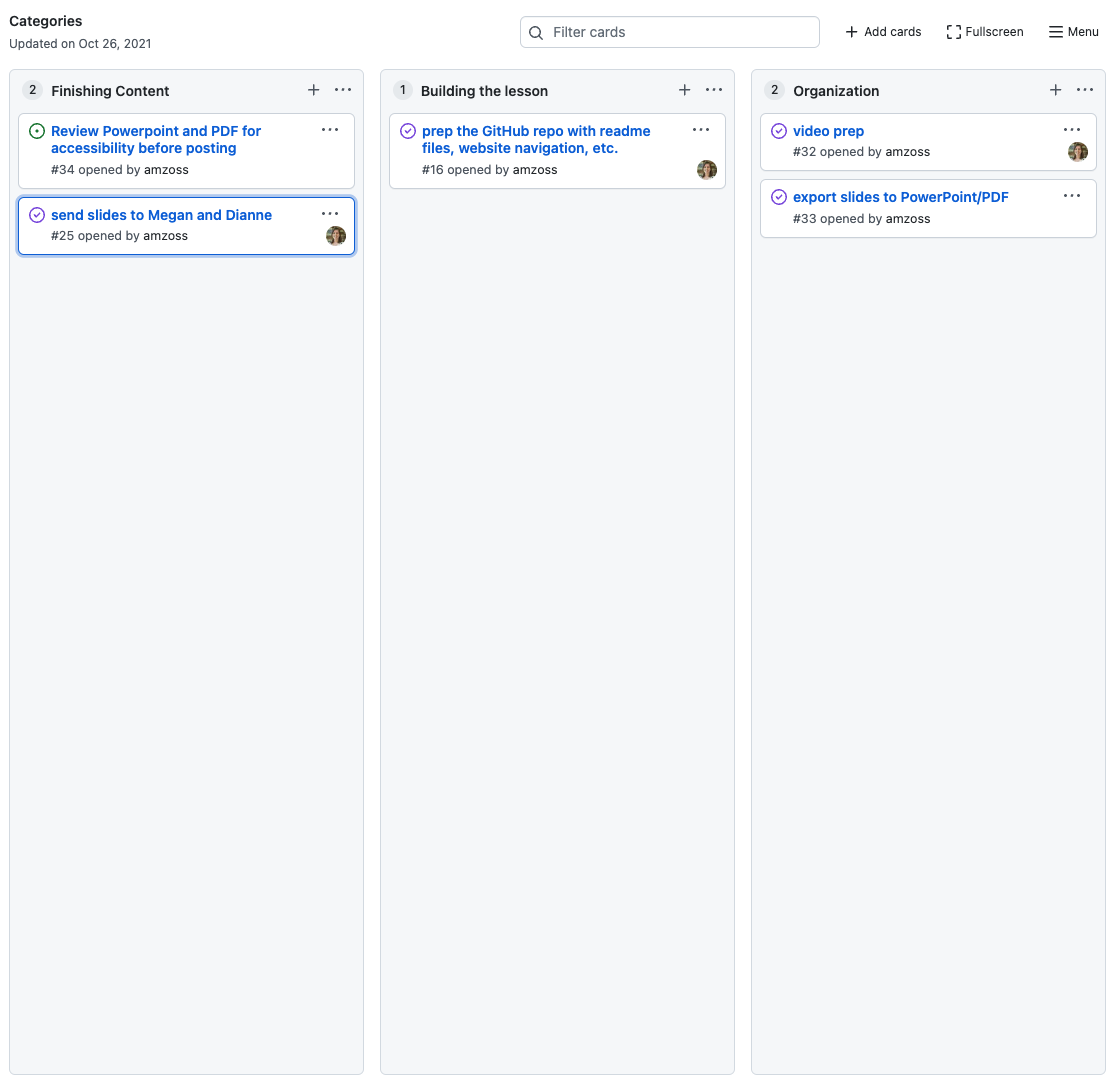 Categories
Updated on Oct 26, 2021
Filter cards
Add cards
Fullscreen
Menu
2 Finishing Content
Review Powerpoint and PDF for
accessibility before posting
#34 opened by amzoss
send slides to Megan and Dianne
#25 opened by amzoss
1 Building the lesson
prep the GitHub repo with readme
files, website navigation, etc.
#16 opened by amzoss
2 Organization
video prep
#32 opened by amzoss
export slides to PowerPoint/PDF
#33 opened by amzoss